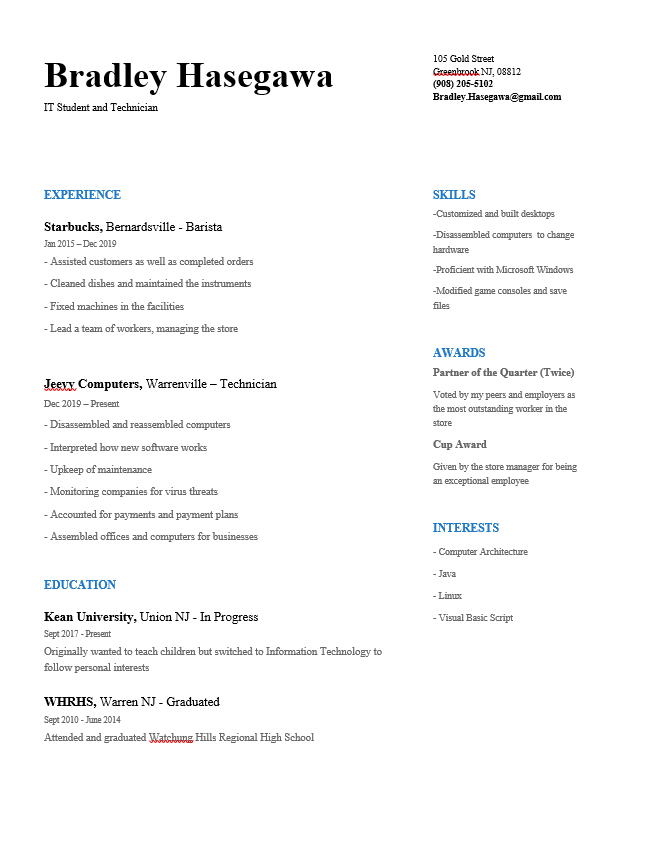 Bradley Hasegawa
IT Student and Technician
105 Gold Street
Greenbrook NJ, 08812
(908) 205-5102
Bradley.Hasegawa@gmail.com
EXPERIENCE
Starbucks, Bernardsville - Barista
Jan 2015 – Dec 2019
- Assisted customers as well as completed orders
- Cleaned dishes and maintained the instruments
- Fixed machines in the facilities
- Lead a team of workers, managing the store
Jeevy Computers, Warrenville – Technician
Dec 2019 – Present
- Disassembled and reassembled computers
- Interpreted how new software works
- Upkeep of maintenance
- Monitoring companies for virus threats
- Accounted for payments and payment plans
- Assembled offices and computers for businesses
EDUCATION
Kean University, Union NJ - In Progress
Sept 2017 - Present
Originally wanted to teach children but switched to Information Technology to
follow personal interests
WHRHS, Warren NJ - Graduated
Sept 2010 - June 2014
Attended and graduated Watchung Hills Regional High School
SKILLS
-Customized and built desktops
-Disassembled computers  to change
hardware
-Proficient with Microsoft Windows
-Modified game consoles and save
files
AWARDS
Partner of the Quarter (Twice)
Voted by my peers and employers as
the most outstanding worker in the
store
Cup Award
Given by the store manager for being
an exceptional employee
INTERESTS
- Computer Architecture
- Java
- Linux
- Visual Basic Script